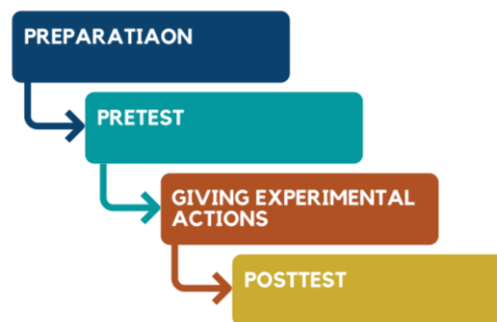 PREPARATIAON
PRETEST
GIVING EXPERIMENTAL
ACTIONS
POSTTEST